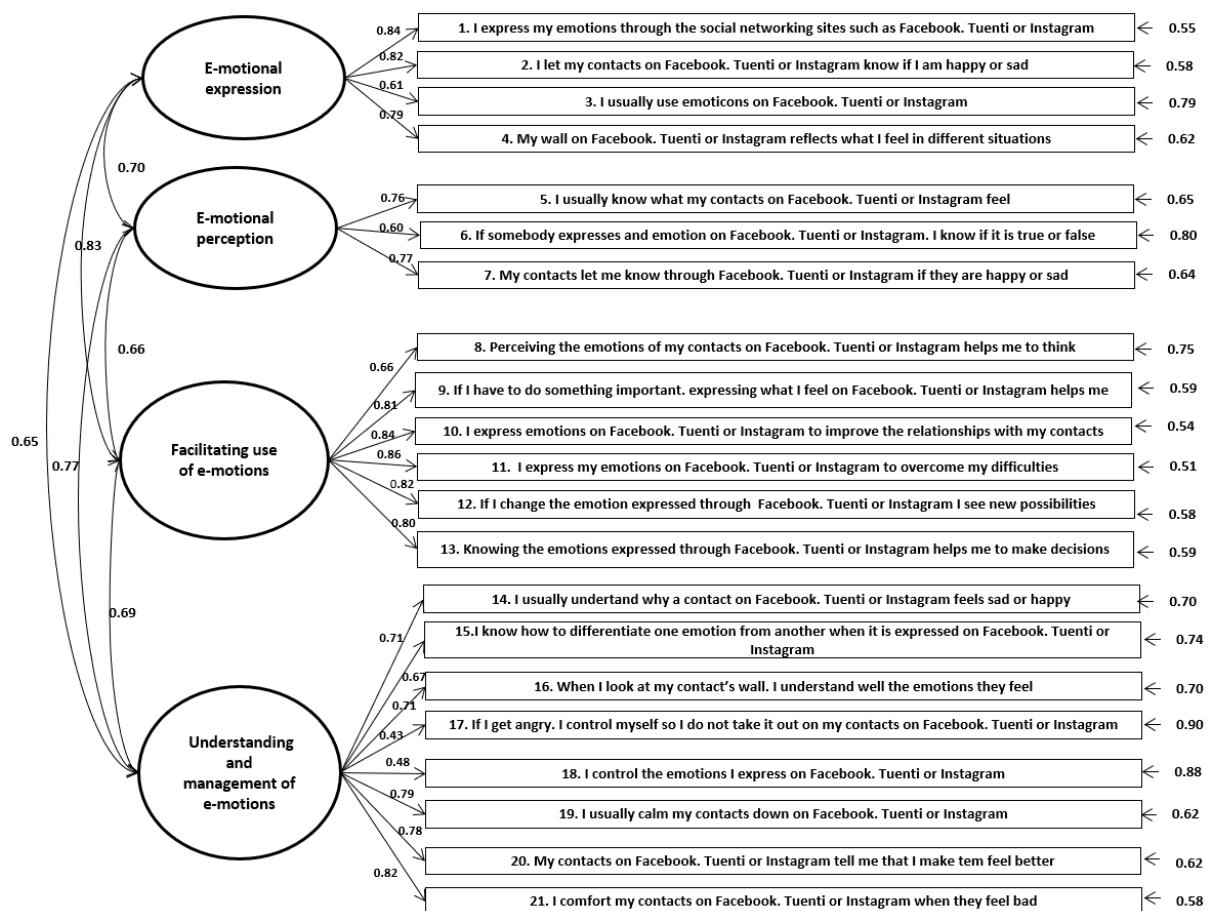 E-motional
expression
0.84
0.82
0.61
0.79
1. I express my emotions through the social networking sites such as Facebook. Tuenti or Instagram
0.55
2. I let my contacts on Facebook. Tuenti or Instagram know if I am happy or sad
0.58
3. I usually use emoticons on Facebook. Tuenti or Instagram
0.79
4. My wall on Facebook. Tuenti or Instagram reflects what I feel in different situations
0.62
0.70
E-motional
perception
0.76
0.60
0.77
5. I usually know what my contacts on Facebook. Tuenti or Instagram feel
0.65
6. If somebody expresses and emotion on Facebook. Tuenti or Instagram. I know if it is true or false
0.80
7. My contacts let me know through Facebook. Tuenti or Instagram if they are happy or sad
0.64
0.83
0.66
0.65
0.77
Facilitating use
of e-motions
0.66
0.81
0.84
0.86
0.82
0.80
8. Perceiving the emotions of my contacts on Facebook. Tuenti or Instagram helps me to think
0.75
9. If I have to do something important. expressing what I feel on Facebook. Tuenti or Instagram helps me
0.59
10. I express emotions on Facebook. Tuenti or Instagram to improve the relationships with my contacts
0.54
11. I express my emotions on Facebook. Tuenti or Instagram to overcome my difficulties
0.51
12. If I change the emotion expressed through Facebook. Tuenti or Instagram I see new possibilities
0.58
13. Knowing the emotions expressed through Facebook. Tuenti or Instagram helps me to make decisions
0.59
0.69
Understanding
and
management of
e-motions
0.71
0.67
0.71
0.43
0.48
0.79
0.78
0.82
14. I usually undertand why a contact on Facebook. Tuenti or Instagram feels sad or happy
0.70
15.I know how to differentiate one emotion from another when it is expressed on Facebook. Tuenti or
Instagram
0.74
16. When I look at my contact's wall. I understand well the emotions they feel
0.70
17. If I get angry. I control myself so I do not take it out on my contacts on Facebook. Tuenti or Instagram
0.90
18. I control the emotions I express on Facebook. Tuenti or Instagram
0.88
19. I usually calm my contacts down on Facebook. Tuenti or Instagram
0.62
20. My contacts on Facebook. Tuenti or Instagram tell me that I make tem feel better
0.62
21. I comfort my contacts on Facebook. Tuenti or Instagram when they feel bad
0.58